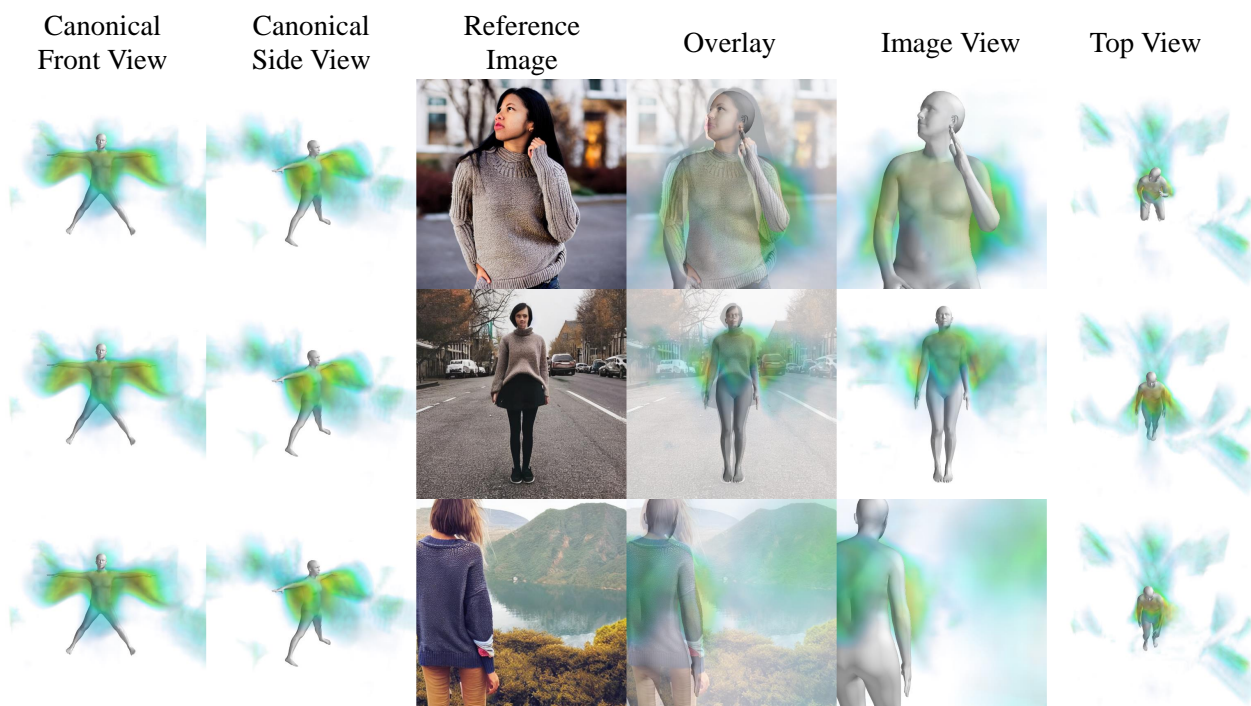 Canonical
Front View
Canonical
Side View
Reference
Image
Overlay
Image View
Top View